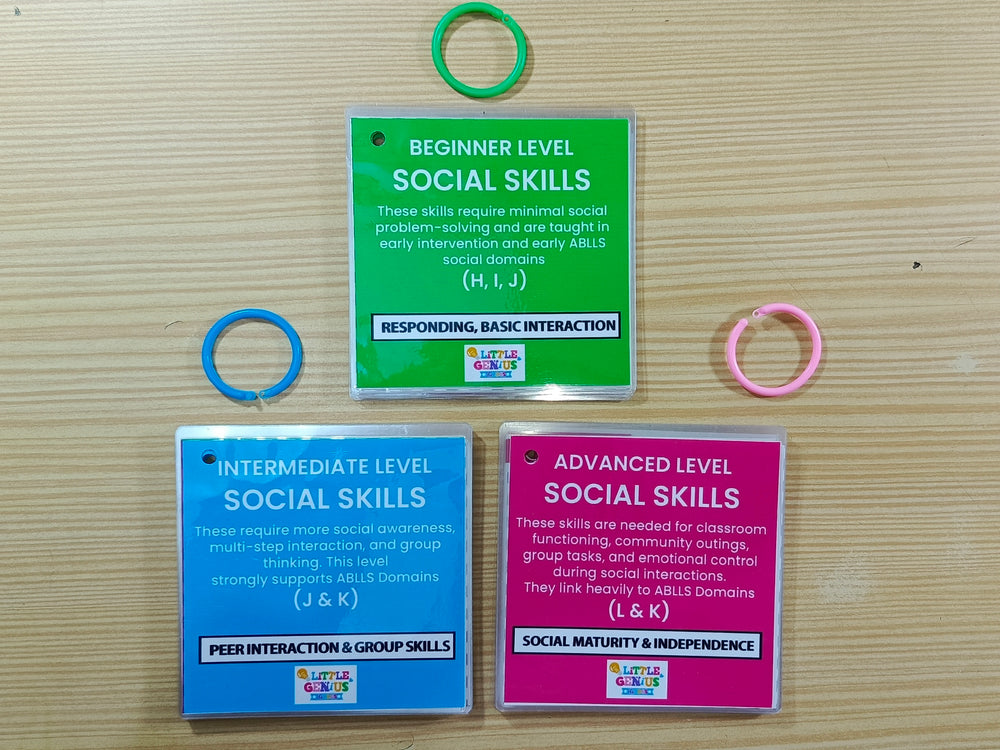 BEGINNER LEVEL
SOCIAL SKILLS
These skills require minimal social
problem-solving and are taught in
early intervention and early ABLLS
social domains
(H, I, J)
RESPONDING, BASIC INTERACTION
LiTTLE
GENiUS
INTERMEDIATE LEVEL
SOCIAL SKILLS
These require more social awareness,
multi-step interaction, and group
thinking. This level
strongly supports ABLLS Domains
(J & K)
PEER INTERACTION & GROUP SKILLS
LiTTLE
GENiUS
ADVANCED LEVEL
SOCIAL SKILLS
These skills are needed for classroom
functioning, community outings,
group tasks, and emotional control
during social interactions.
They link heavily to ABLLS Domains
(L & K)
SOCIAL MATURITY & INDEPENDENCE
LiTTLE
GENiUS